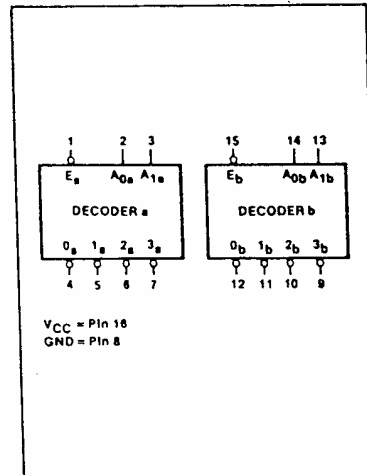 1 2 3 15 14 13
Ea A0a A1a Eb A0b A1b
DECODER a DECODER b
0a 1a 2a 3a 0b 1b 2b 3b
4 5 6 7 12 11 10 9
VCC = Pin 16
GND = Pin 8